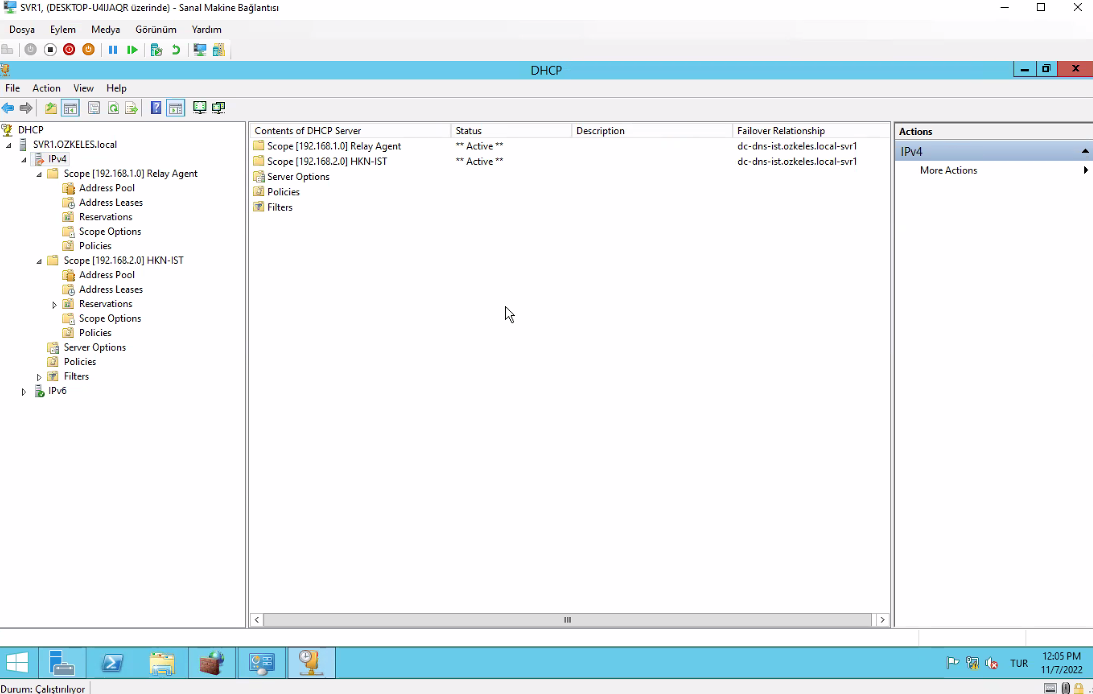 SVR1, (DESKTOP-U4IJAQR üzerinde) - Sanal Makine Bağlantısı
Dosya Eylem Medya Görünüm Yardım
DHCP
File Action View Help
DHCP
SVR1.OZKELES.local
IPv4
Scope [192.168.1.0] Relay Agent
Address Pool
Address Leases
Reservations
Scope Options
Policies
Scope [192.168.2.0] HKN-IST
Address Pool
Address Leases
Reservations
Scope Options
Policies
Server Options
Policies
Filters
IPv6
Contents of DHCP Server Status Description Failover Relationship
Scope [192.168.1.0] Relay Agent ** Active ** dc-dns-ist.ozkeles.local-svr1
Scope [192.168.2.0] HKN-IST ** Active ** dc-dns-ist.ozkeles.local-svr1
Server Options
Policies
Filters
Actions
IPv4
More Actions
TUR
12:05 PM
11/7/2022
Durum: Çalıştırılıyor